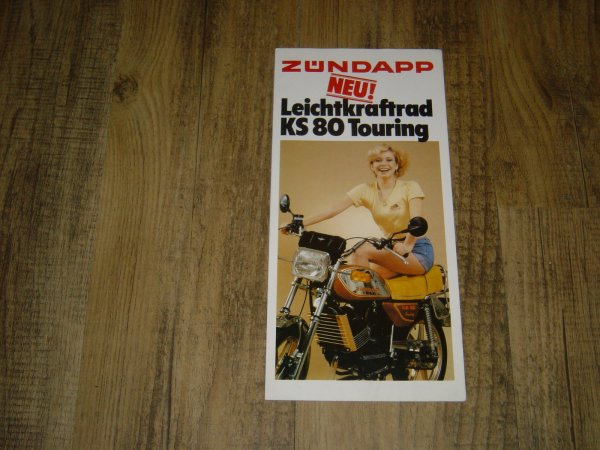 ZÜNDAPP
NEU!
Leichtkraftrad
KS 80 Touring